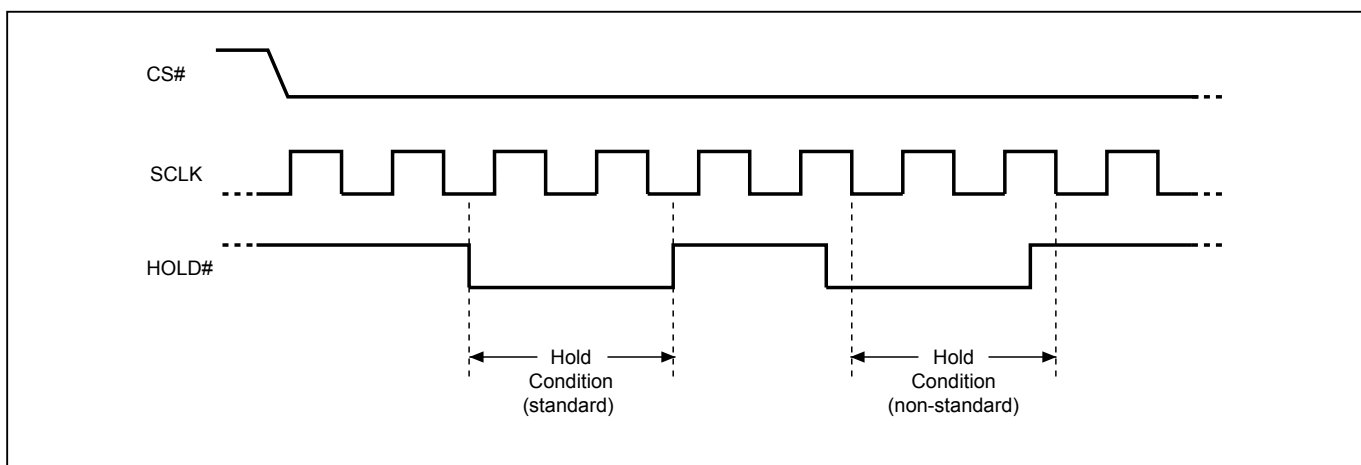 CS#
SCLK
HOLD#
Hold
Condition
(standard)
Hold
Condition
(non-standard)